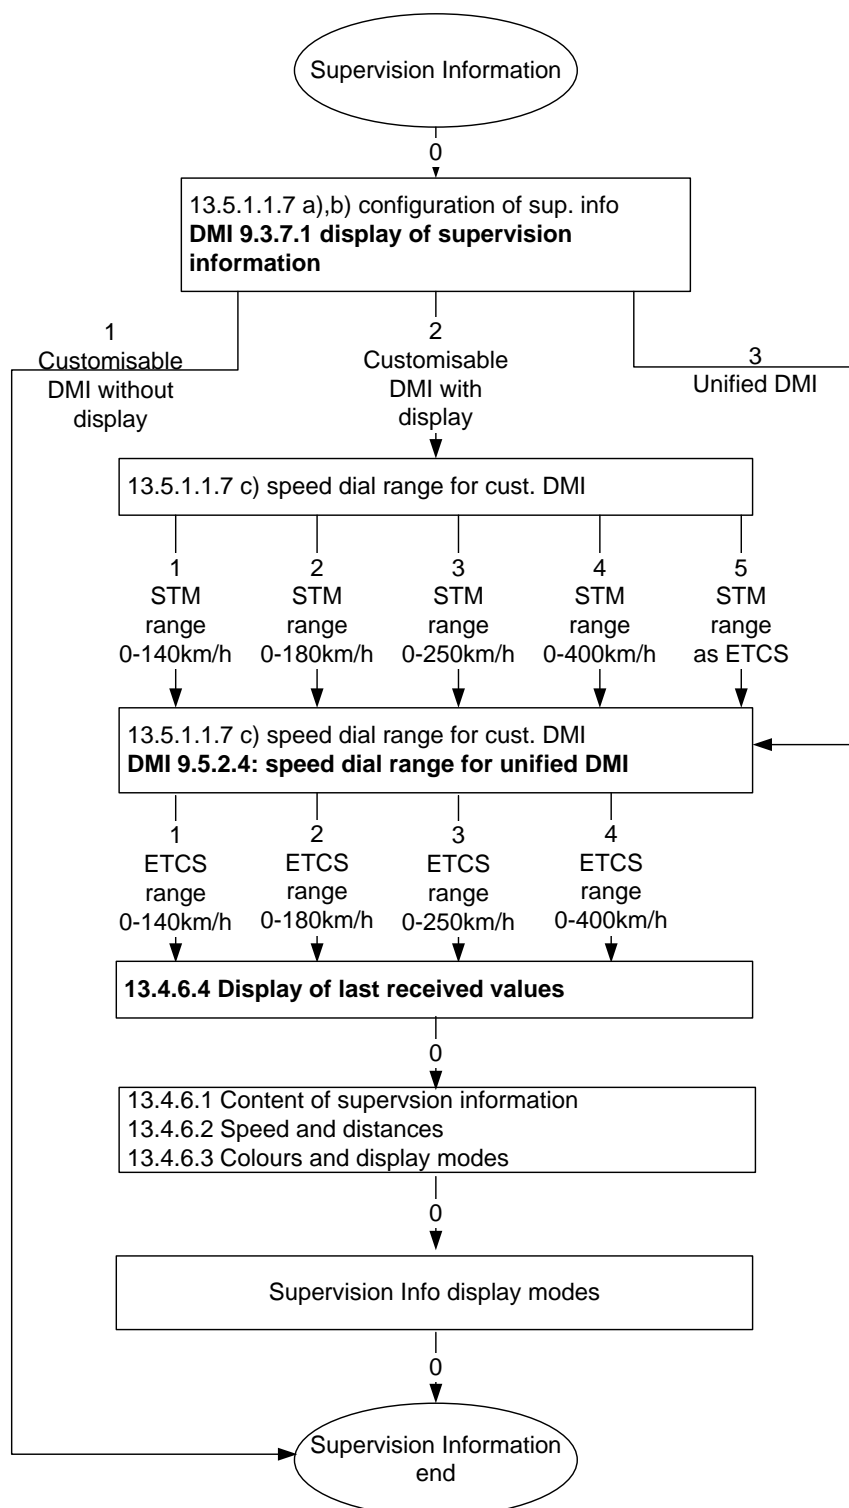 Supervision Information
0
13.5.1.1.7 a),b) configuration of sup. info
DMI 9.3.7.1 display of supervision
information
1
Customisable
DMI without
display
2
Customisable
DMI with
display
3
Unified DMI
13.5.1.1.7 c) speed dial range for cust. DMI
1
STM
range
0-140km/h
2
STM
range
0-180km/h
3
STM
range
0-250km/h
4
STM
range
0-400km/h
5
STM
range
as ETCS
13.5.1.1.7 c) speed dial range for cust. DMI
DMI 9.5.2.4: speed dial range for unified DMI
1
ETCS
range
0-140km/h
2
ETCS
range
0-180km/h
3
ETCS
range
0-250km/h
4
ETCS
range
0-400km/h
13.4.6.4 Display of last received values
0
13.4.6.1 Content of supervsion information
13.4.6.2 Speed and distances
13.4.6.3 Colours and display modes
0
Supervision Info display modes
0
Supervision Information
end